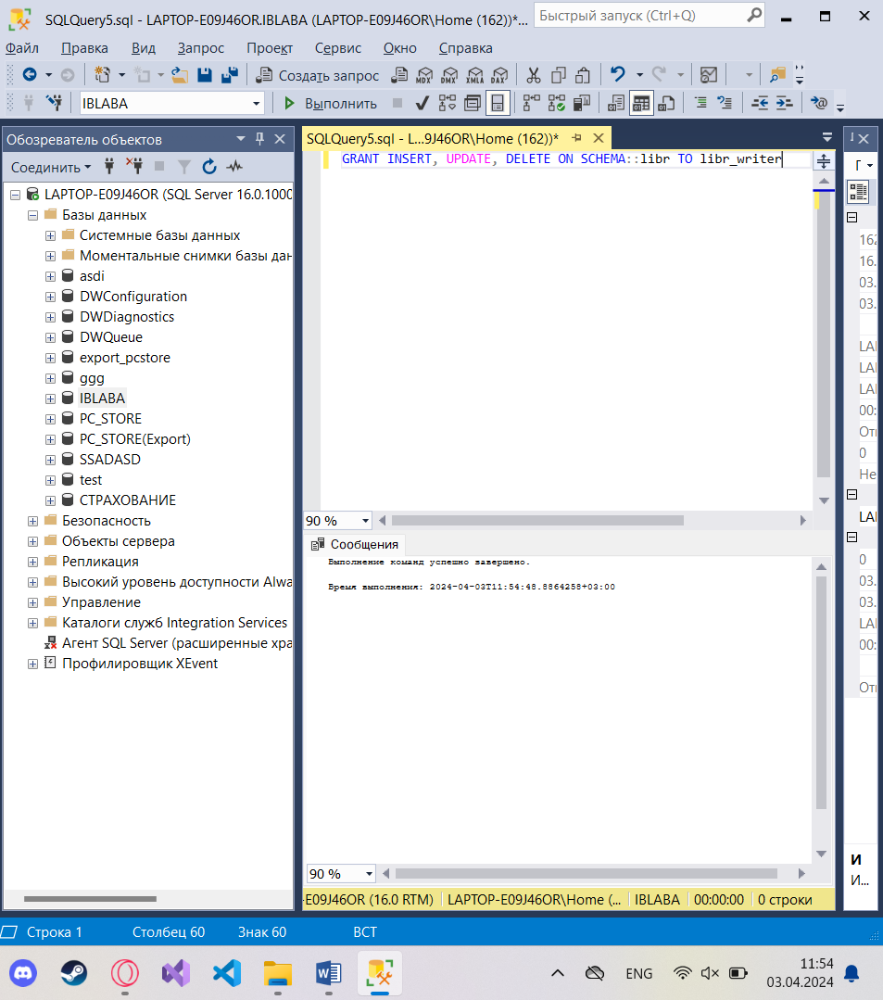 SQLQuery5.sql - LAPTOP-E09J46OR.IBLABA (LAPTOP-E09J46OR\Home (162))*...
Быстрый запуск (Ctrl+Q)
Файл Правка Вид Запрос Проект Сервис Окно Справка
Создать запрос MDX DMX XMLA DAX
IBLABA Выполнить
Обозреватель объектов
Соединить
LAPTOP-E09J46OR (SQL Server 16.0.1000
Базы данных
Системные базы данных
Моментальные снимки базы дан
asdi
DWConfiguration
DWDiagnostics
DWQueue
export_pcstore
ggg
IBLABA
PC_STORE
PC_STORE(Export)
SSADASD
test
СТРАХОВАНИЕ
Безопасность
Объекты сервера
Репликация
Высокий уровень доступности Alwa
Управление
Каталоги служб Integration Services
Агент SQL Server (расширенные хра
Профилировщик XEvent
SQLQuery5.sql - L...9J46OR\Home (162))*
GRANT INSERT, UPDATE, DELETE ON SCHEMA::libr TO libr_writer
90 %
Сообщения
Выполнение команд успешно завершено.
Время выполнения: 2024-04-03T11:54:48.8864258+03:00
90 %
-E09J46OR (16.0 RTM) LAPTOP-E09J46OR\Home (... IBLABA 00:00:00 0 строки
Г
162
16.
03.
03.
LAI
LAI
LAI
00:
От
0
Не
LAI
0
03.
03.
LAI
00:
От
И
И...
Строка 1 Столбец 60 Знак 60 ВСТ
ENG
11:54
03.04.2024